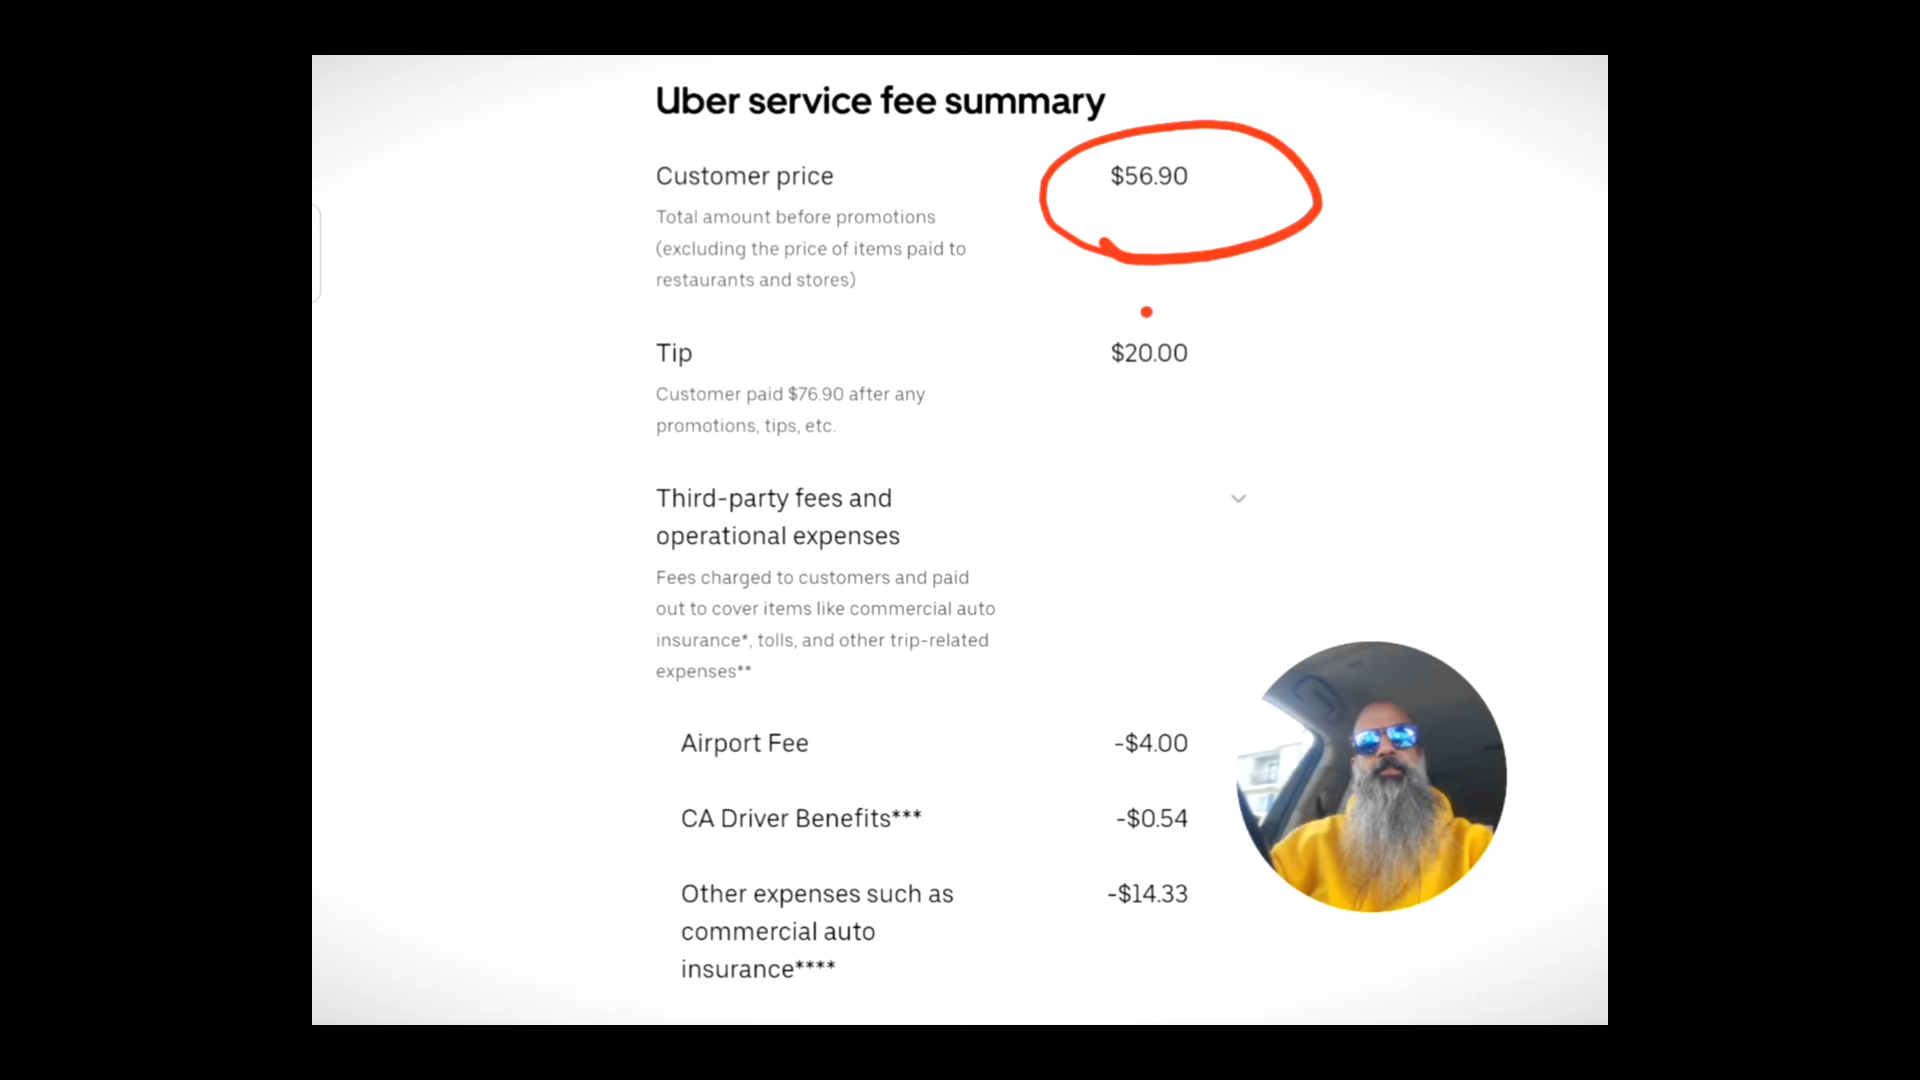 Uber service fee summary
Customer price $56.90
Total amount before promotions
(excluding the price of items paid to
restaurants and stores)
Tip $20.00
Customer paid $76.90 after any
promotions, tips, etc.
Third-party fees and
operational expenses
Fees charged to customers and paid
out to cover items like commercial auto
insurance*, tolls, and other trip-related
expenses**
Airport Fee -$4.00
CA Driver Benefits*** -$0.54
Other expenses such as -$14.33
commercial auto
insurance****